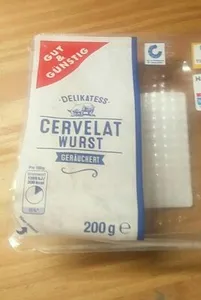 GUT &
GÜNSTIG
DELIKATESS
CERVELAT
WURST
GERÄUCHERT
200g e